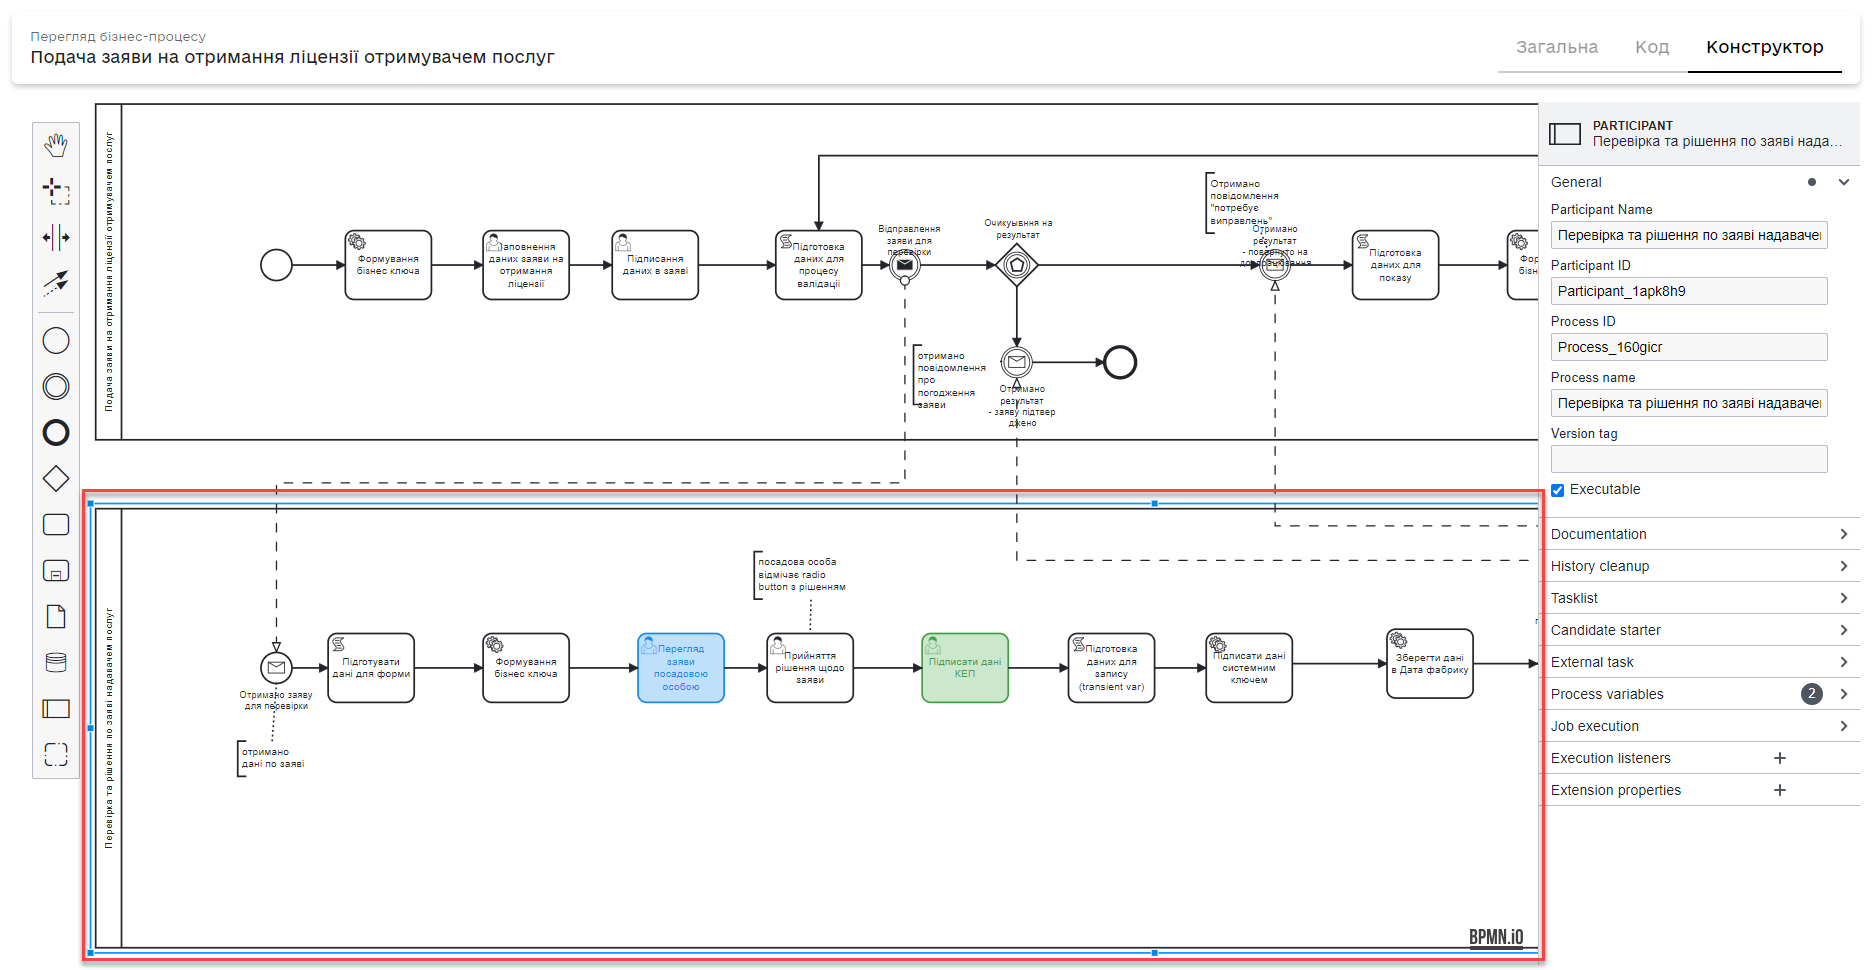 Перегляд бізнес-процесу
Подача заяви на отримання ліцензії отримувачем послуг
Загальна
Код
Конструктор
Подача заяви на отримання ліцензії отримувачем послуг
Формування
бізнес ключа
аповнення
даних заяви на
отримання
ліцензії
Підписання
даних в заяві
Підготовка
даних для
процесу
валідації
Відправлення
заяви для
перевірки
Очикуывння на
результат
Отримано
повідомлення
"потребує
виправлень"
Отримано
результат
- повернуто на
доопрацювання
Підготовка
даних для
показу
отримано
повідомлення
про
погодження
заяви
Отримано
результат
- заяву підтвер
джено
Перевірка та рішення по заяві надавачем послуг
посадова особа
відмічає radio
button з рішенням
Отримано заяву
для перевірки
отримано
дані по заяві
Підготувати
дані для форми
Формування
бізнес ключа
Перегляд
заяви
посадовою
особою
Прийняття
рішення щодо
заяви
Підписати дані
КЕП
Підготовка
даних для
запису
(transient var)
Підписати дані
системним
ключем
Зберегти дані
в Дата фабрику
BPMN.iO
PARTICIPANT
Перевірка та рішення по заяві нада...
General
Participant Name
Перевірка та рішення по заяві надаваче
Participant ID
Participant_1apk8h9
Process ID
Process_160gicr
Process name
Перевірка та рішення по заяві надаваче
Version tag
Executable
Documentation
History cleanup
Tasklist
Candidate starter
External task
Process variables
2
Job execution
Execution listeners
Extension properties